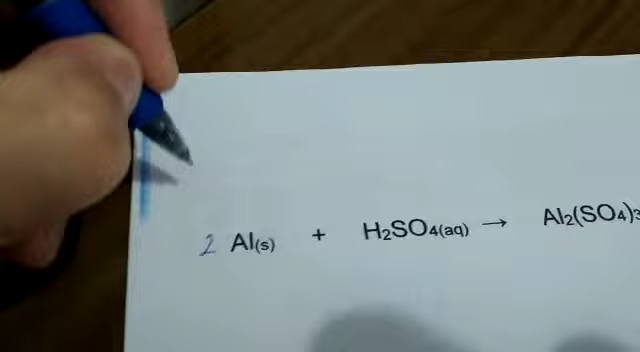 2 Al(s) + H₂SO₄(aq) → Al₂(SO₄)₃